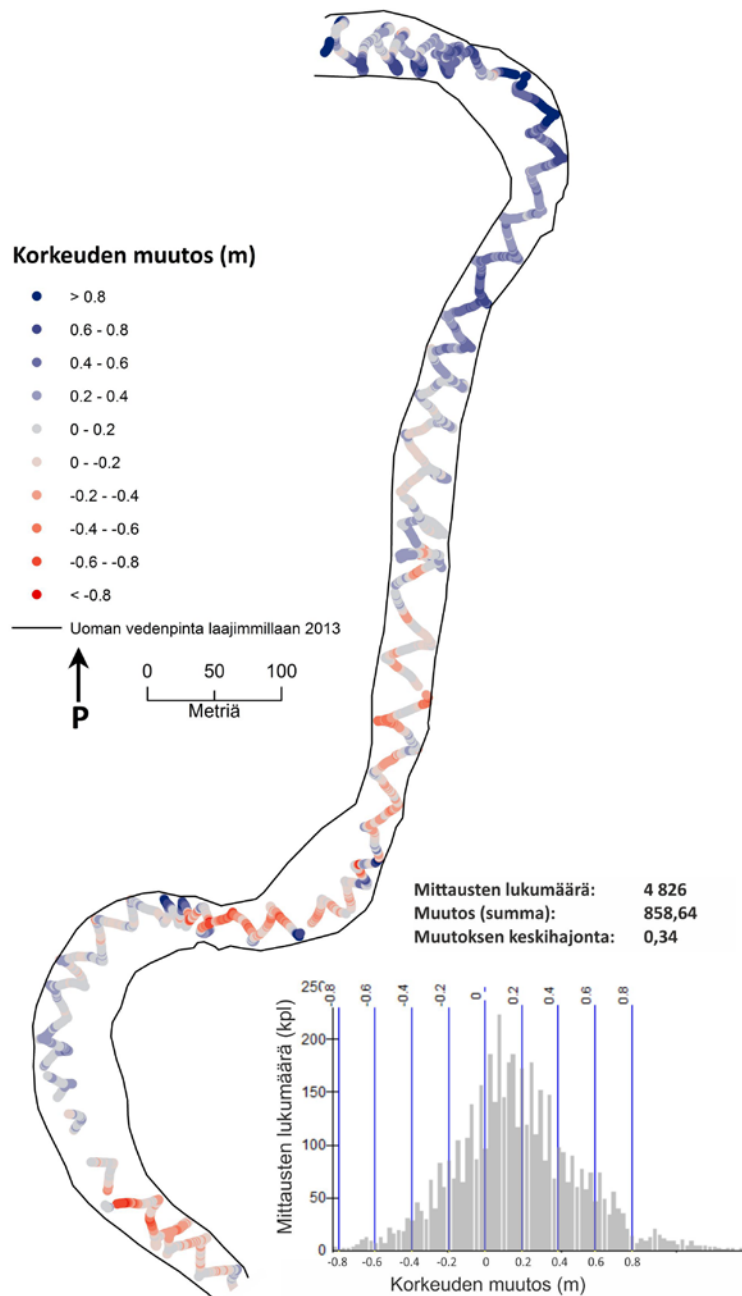 Korkeuden muutos (m)
> 0.8
0.6 - 0.8
0.4 - 0.6
0.2 - 0.4
0 - 0.2
0 - -0.2
-0.2 - -0.4
-0.4 - -0.6
-0.6 - -0.8
< -0.8
Uoman vedenpinta laajimmillaan 2013
P
0 50 100
Metriä
Mittausten lukumäärä: 4 826
Muutos (summa): 858,64
Muutoksen keskihajonta: 0,34
-0.8 -0.6 -0.4 -0.2 0 0.2 0.4 0.6 0.8
Mittausten lukumäärä (kpl)
250
200
150
100
50
0
-0.8 -0.6 -0.4 -0.2 0 0.2 0.4 0.6 0.8
Korkeuden muutos (m)